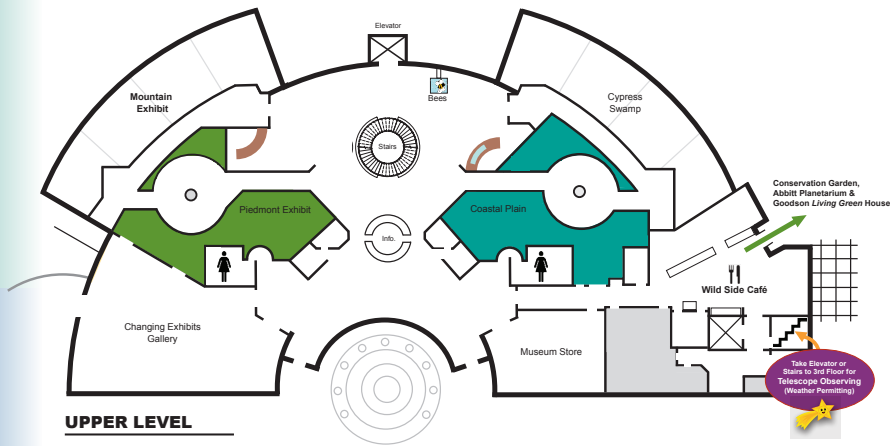 Elevator
Mountain
Exhibit
Bees
Cypress
Swamp
Stairs
Conservation Garden,
Abbitt Planetarium &
Goodson Living Green House
Piedmont Exhibit
Coastal Plain
Info.
Wild Side Café
Changing Exhibits
Gallery
Museum Store
Take Elevator or
Stairs to 3rd Floor for
Telescope Observing
(Weather Permitting)
UPPER LEVEL